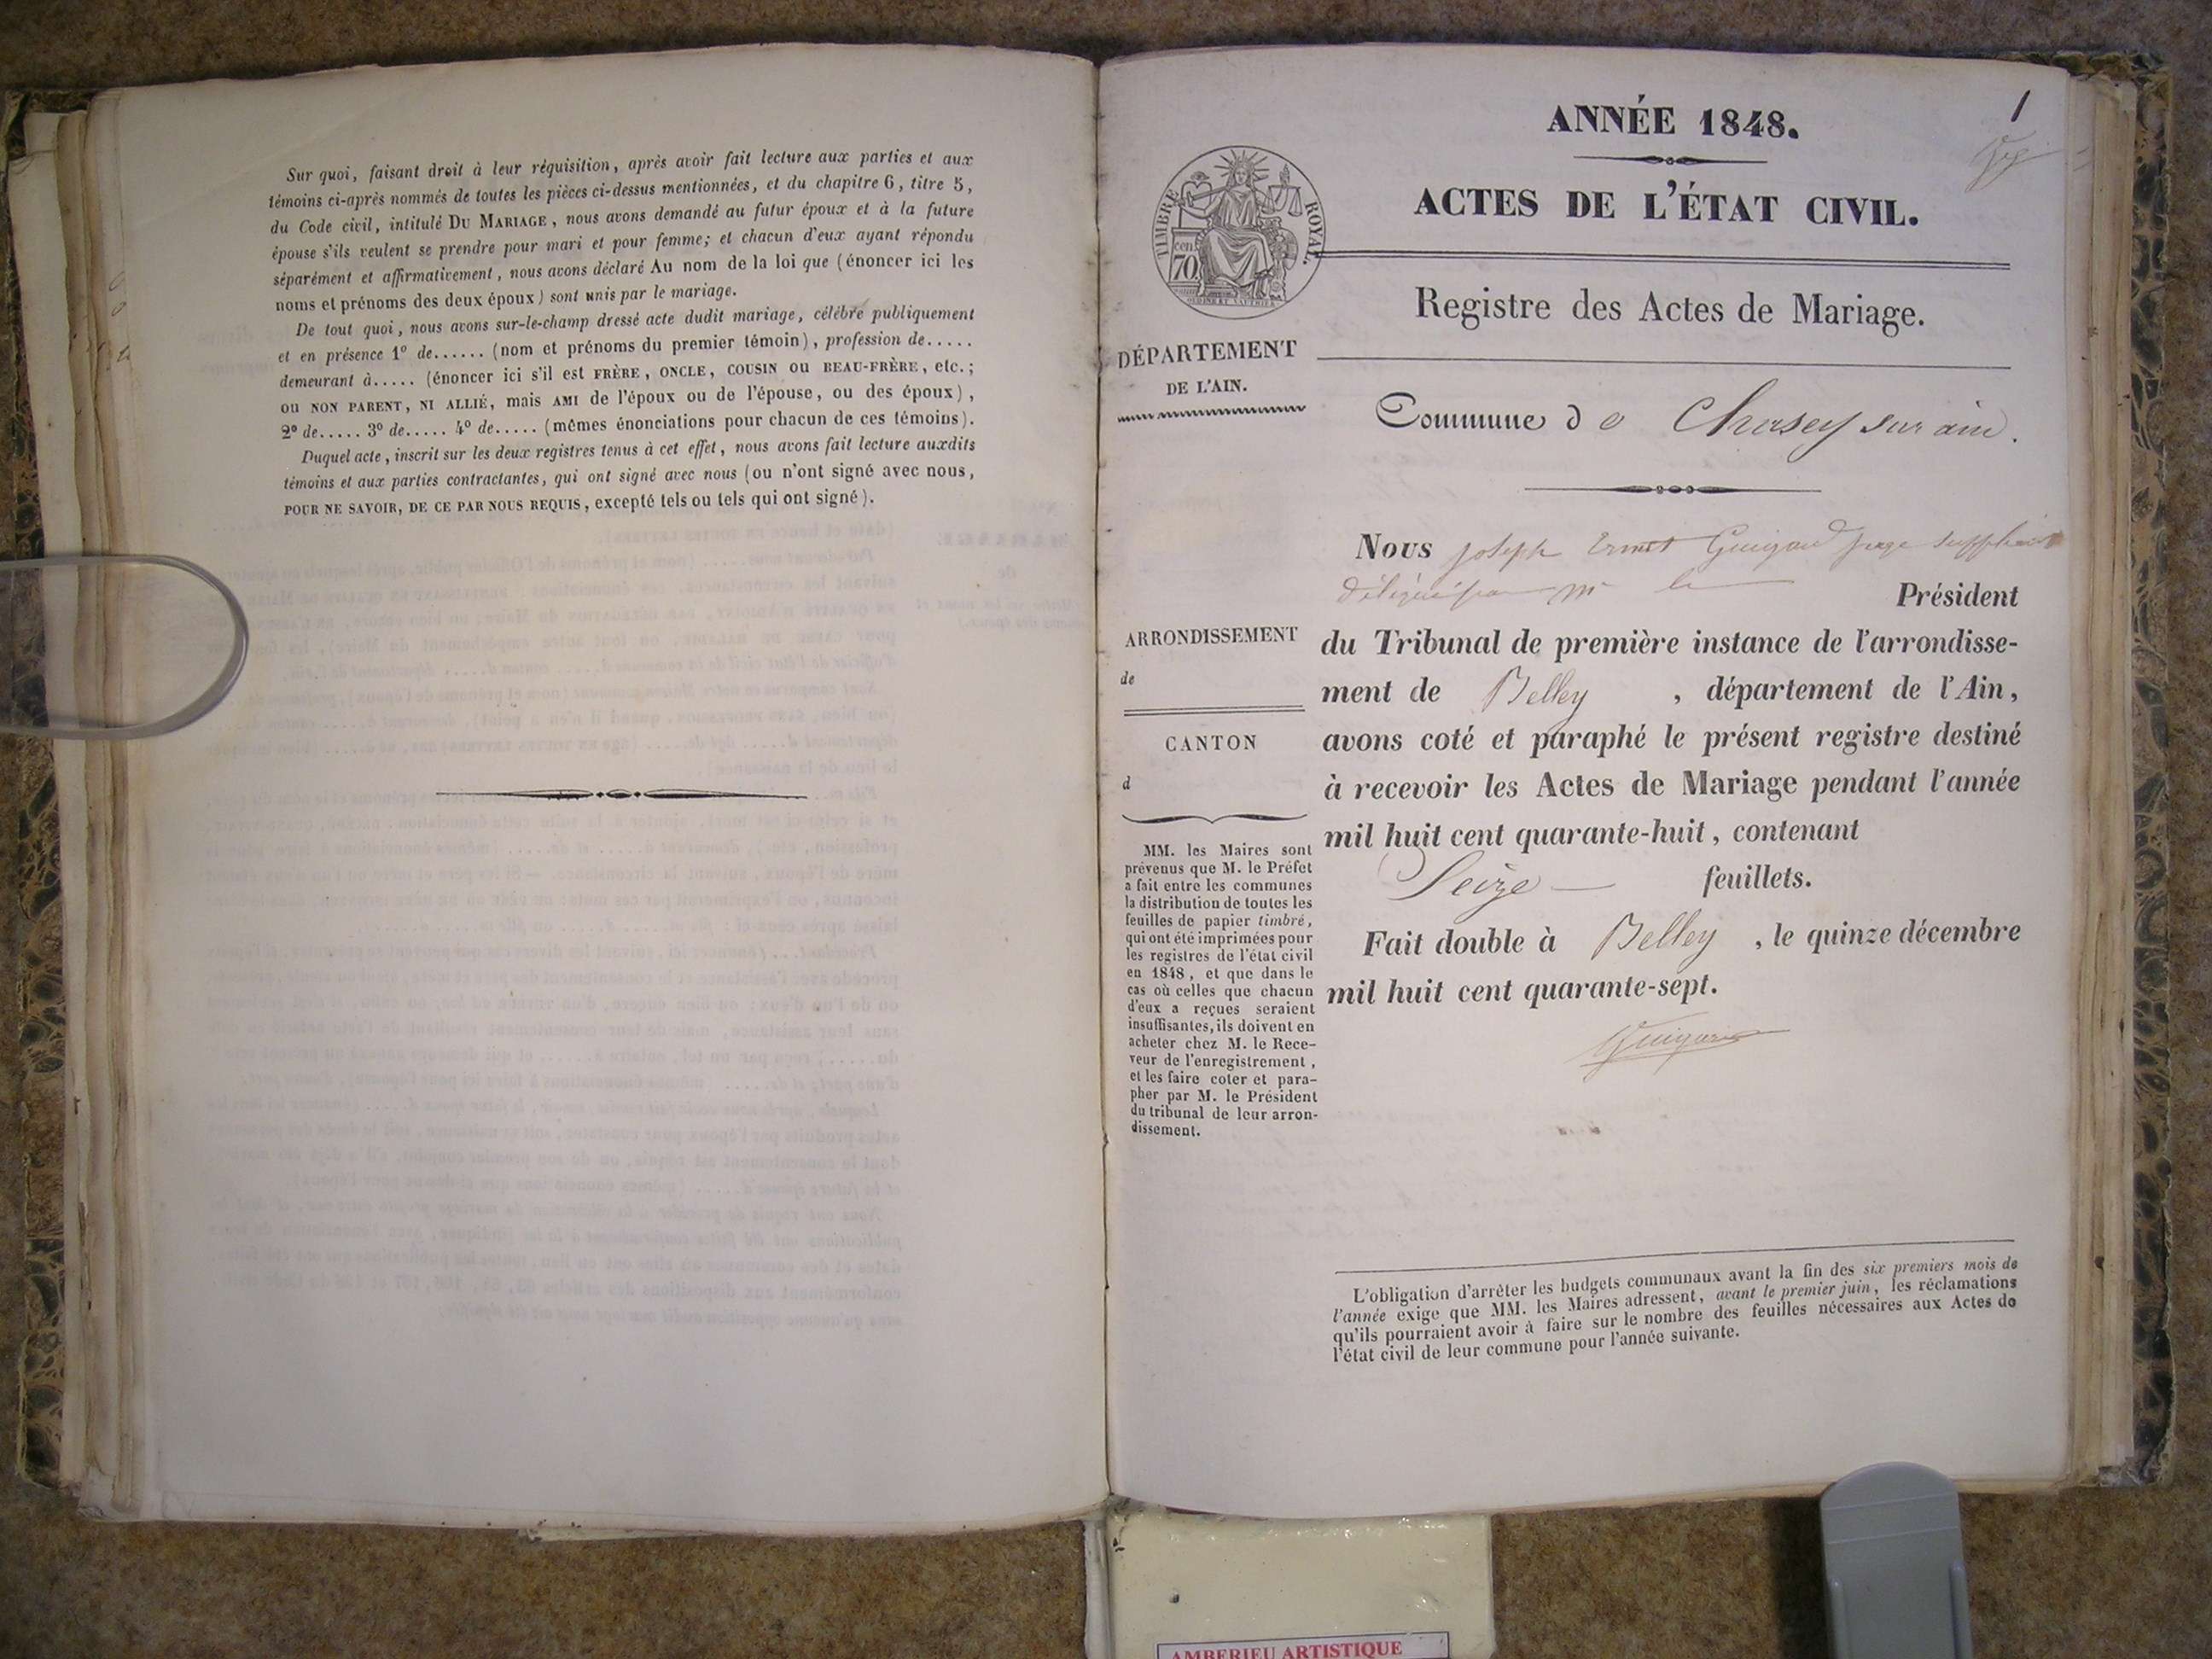 Sur quoi, faisant droit à leur réquisition, après avoir fait lecture aux parties et aux
témoins ci-après nommés de toutes les pièces ci-dessus mentionnées, et du chapitre 6, titre 5,
du Code civil, intitulé DU MARIAGE, nous avons demandé au futur époux et à la future
épouse s'ils veulent se prendre pour mari et pour femme; et chacun d'eux ayant répondu
séparément et affirmativement, nous avons déclaré Au nom de la loi que (énoncer ici les
noms et prénoms des deux époux) sont unis par le mariage.
De tout quoi, nous avons sur-le-champ dressé acte dudit mariage, célébré publiquement
et en présence 1º de...... (nom et prénoms du premier témoin), profession de.....
demeurant à..... (énoncer ici s'il est FRÈRE, ONCLE, COUSIN OU BEAU-FRÈRE, etc.;
ou NON PARENT, NI ALLIÉ, mais AMI de l'époux ou de l'épouse, ou des époux),
2º de..... 3º de..... 4º de..... (mêmes énonciations pour chacun de ces témoins).
Duquel acte, inscrit sur les deux registres tenus à cet effet, nous avons fait lecture auxdits
témoins et aux parties contractantes, qui ont signé avec nous (ou n'ont signé avec nous,
POUR NE SAVOIR, DE CE PAR NOUS REQUIS, excepté tels ou tels qui ont signé).
1
ANNÉE 1848.
TIMBRE ROYAL.
cen.
70
ACTES DE L'ÉTAT CIVIL.
Registre des Actes de Mariage.
DÉPARTEMENT
DE L'AIN.
Commune de Chasey sur ain.
Nous joseph Ernest Guigard juge suppléant
délégué par mr le Président
du Tribunal de première instance de l'arrondisse-
ment de Belley, département de l'Ain,
avons coté et paraphé le présent registre destiné
à recevoir les Actes de Mariage pendant l'année
mil huit cent quarante-huit, contenant
Seize feuillets.
Fait double à Belley, le quinze décembre
mil huit cent quarante-sept.
ARRONDISSEMENT
de
CANTON
d
MM. les Maires sont
prévenus que M. le Préfet
a fait entre les communes
la distribution de toutes les
feuilles de papier timbré,
qui ont été imprimées pour
les registres de l'état civil
en 1848, et que dans le
cas où celles que chacun
d'eux a reçues seraient
insuffisantes, ils doivent en
acheter chez M. le Rece-
veur de l'enregistrement,
et les faire coter et para-
pher par M. le Président
du tribunal de leur arron-
dissement.
L'obligation d'arrêter les budgets communaux avant la fin des six premiers mois de
l'année exige que MM. les Maires adressent, avant le premier juin, les réclamations
qu'ils pourraient avoir à faire sur le nombre des feuilles nécessaires aux Actes de
l'état civil de leur commune pour l'année suivante.
AMBERIEU ARTISTIQUE